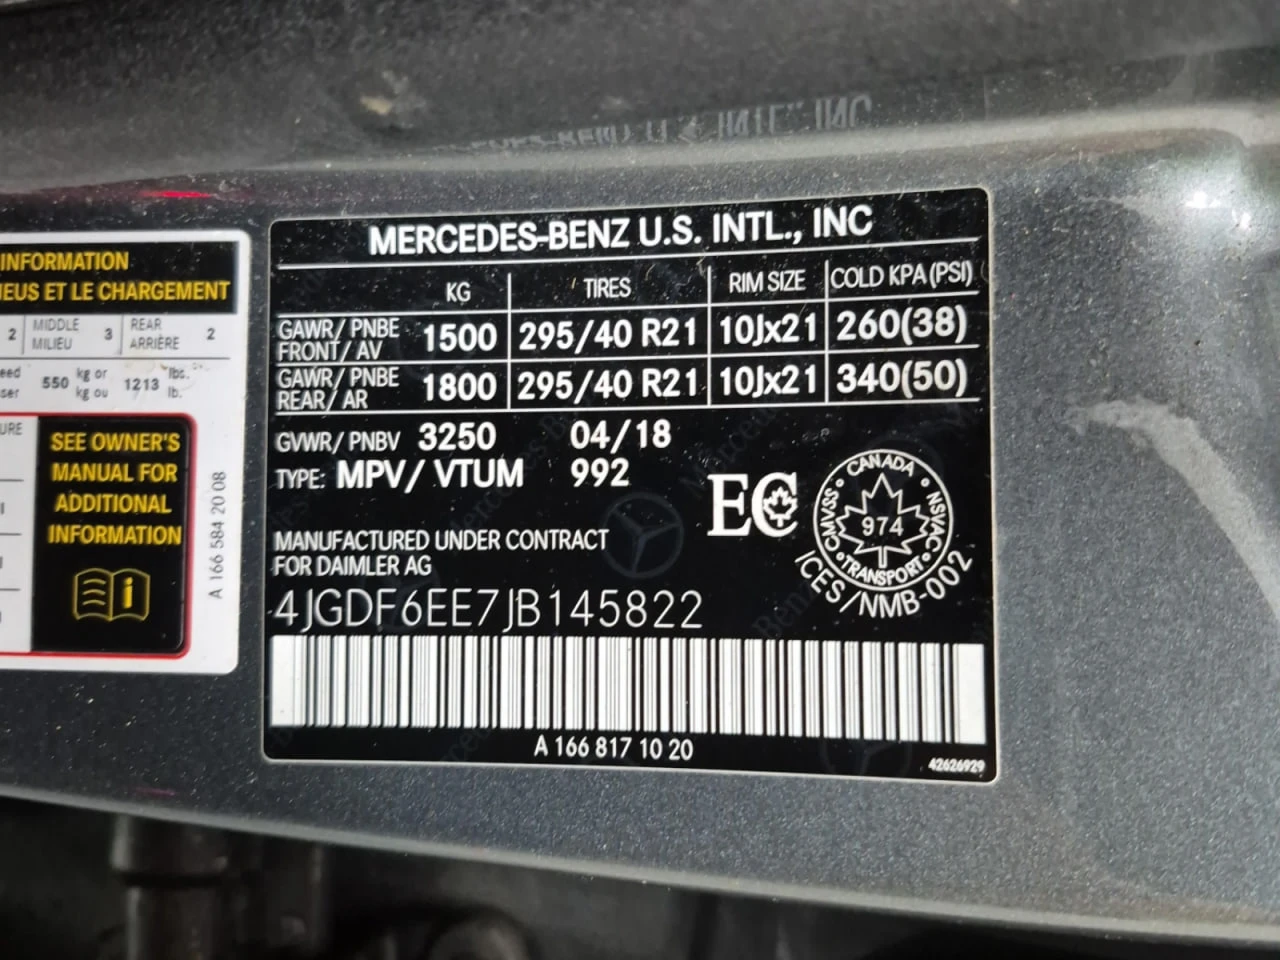 INFORMATION
EUS ET LE CHARGEMENT
2 MIDDLE MILIEU 3 REAR ARRIÈRE 2
550 kg or kg ou 1213 lbs. lb.
SEE OWNER'S
MANUAL FOR
ADDITIONAL
INFORMATION
A 166 584 20 08
MERCEDES-BENZ U.S. INTL., INC
KG TIRES RIM SIZE COLD KPA (PSI)
GAWR/ PNBE FRONT/ AV 1500 295/40 R21 10Jx21 260(38)
GAWR/ PNBE REAR/ AR 1800 295/40 R21 10Jx21 340(50)
GVWR/ PNBV 3250 04/18
TYPE: MPV/ VTUM 992
EC
CANADA
CMVSS NSVAC
974
TRANSPORT
ICES/NMB-002
MANUFACTURED UNDER CONTRACT
FOR DAIMLER AG
4JGDF6EE7JB145822
A 166 817 10 20
42626929